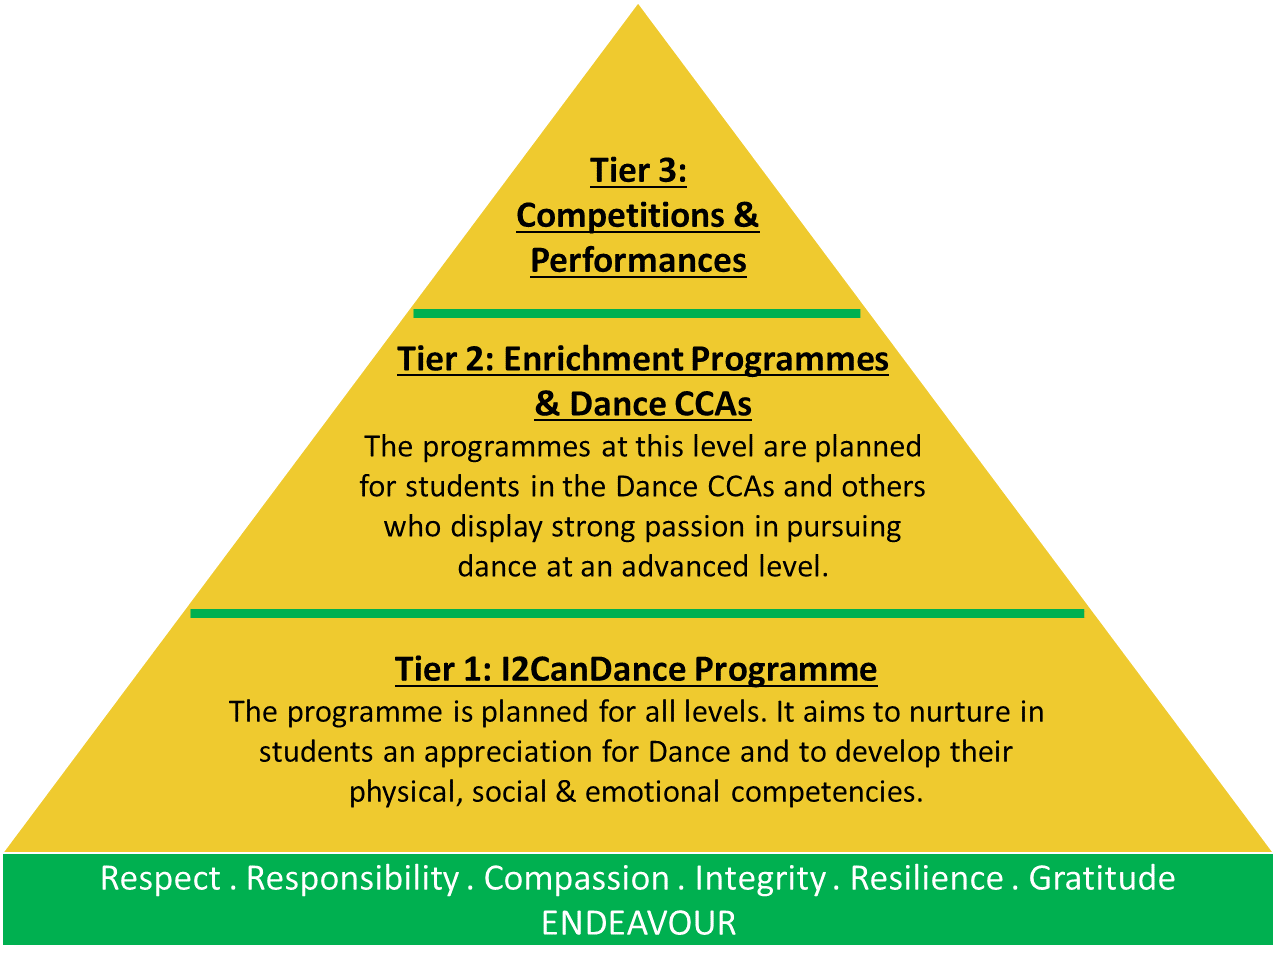 Tier 3:
Competitions &
Performances
Tier 2: Enrichment Programmes
& Dance CCAs
The programmes at this level are planned
for students in the Dance CCAs and others
who display strong passion in pursuing
dance at an advanced level.
Tier 1: I2CanDance Programme
The programme is planned for all levels. It aims to nurture in
students an appreciation for Dance and to develop their
physical, social & emotional competencies.
Respect . Responsibility . Compassion . Integrity . Resilience . Gratitude
ENDEAVOUR